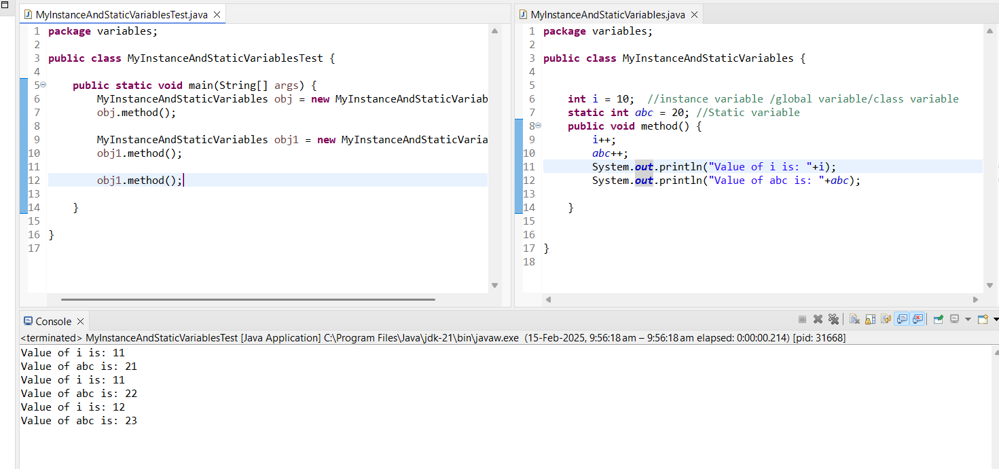 MyInstanceAndStaticVariablesTest.java
1 package variables;
2
3 public class MyInstanceAndStaticVariablesTest {
4
5 public static void main(String[] args) {
6 MyInstanceAndStaticVariables obj = new MyInstanceAndStaticVariab
7 obj.method();
8
9 MyInstanceAndStaticVariables obj1 = new MyInstanceAndStaticVaria
10 obj1.method();
11
12 obj1.method();
13
14 }
15
16 }
17
MyInstanceAndStaticVariables.java
1 package variables;
2
3 public class MyInstanceAndStaticVariables {
4
5
6 int i = 10;  //instance variable /global variable/class variable
7 static int abc = 20; //Static variable
8 public void method() {
9 i++;
10 abc++;
11 System.out.println("Value of i is: "+i);
12 System.out.println("Value of abc is: "+abc);
13
14 }
15
16
17 }
18
Console
<terminated> MyInstanceAndStaticVariablesTest [Java Application] C:\Program Files\Java\jdk-21\bin\javaw.exe  (15-Feb-2025, 9:56:18 am – 9:56:18 am elapsed: 0:00:00.214) [pid: 31668]
Value of i is: 11
Value of abc is: 21
Value of i is: 11
Value of abc is: 22
Value of i is: 12
Value of abc is: 23